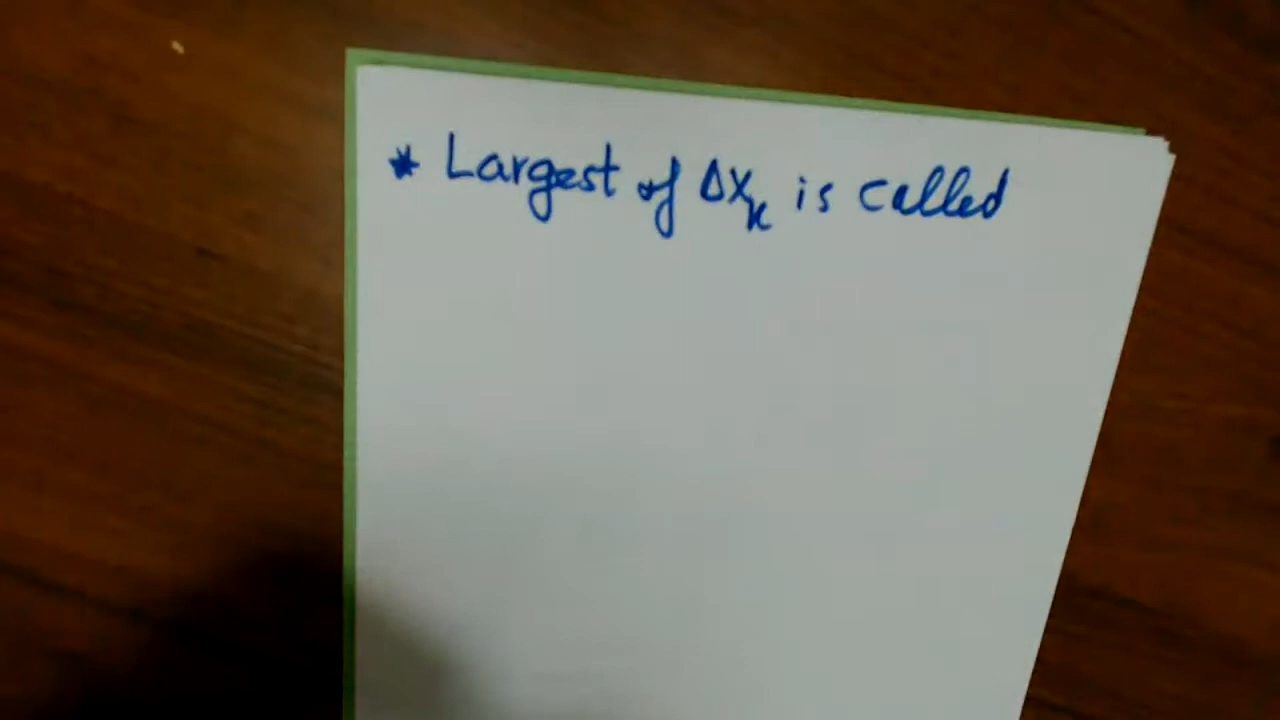 * Largest of Δx_k is called